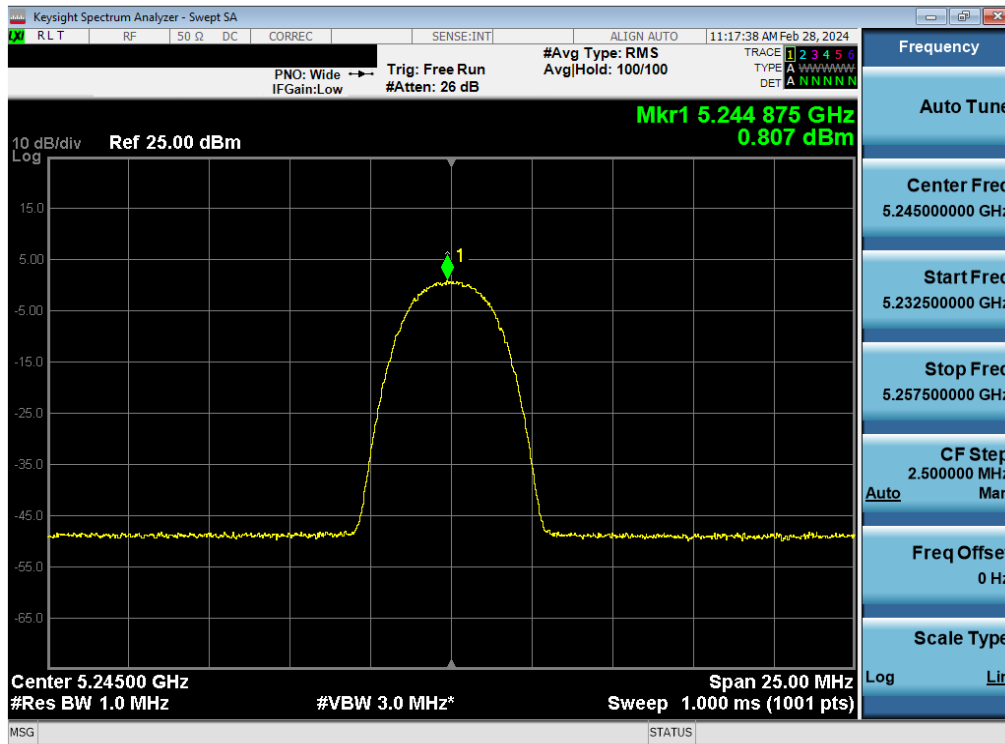 Keysight Spectrum Analyzer - Swept SA
LXI RLT RF 50 Ω DC CORREC SENSE:INT ALIGN AUTO 11:17:38 AM Feb 28, 2024
PNO: Wide
IFGain:Low
Trig: Free Run
#Atten: 26 dB
#Avg Type: RMS
Avg|Hold: 100/100
TRACE 1 2 3 4 5 6
TYPE A WWWWW
DET A N N N N N
Mkr1 5.244 875 GHz
0.807 dBm
10 dB/div Ref 25.00 dBm
Log
15.0
5.00
-5.00
-15.0
-25.0
-35.0
-45.0
-55.0
-65.0
1
Center 5.24500 GHz
Span 25.00 MHz
#Res BW 1.0 MHz
#VBW 3.0 MHz*
Sweep 1.000 ms (1001 pts)
MSG
STATUS
Frequency
Auto Tune
Center Freq
5.245000000 GHz
Start Freq
5.232500000 GHz
Stop Freq
5.257500000 GHz
CF Step
2.500000 MHz
Auto Man
Freq Offset
0 Hz
Scale Type
Log Lin